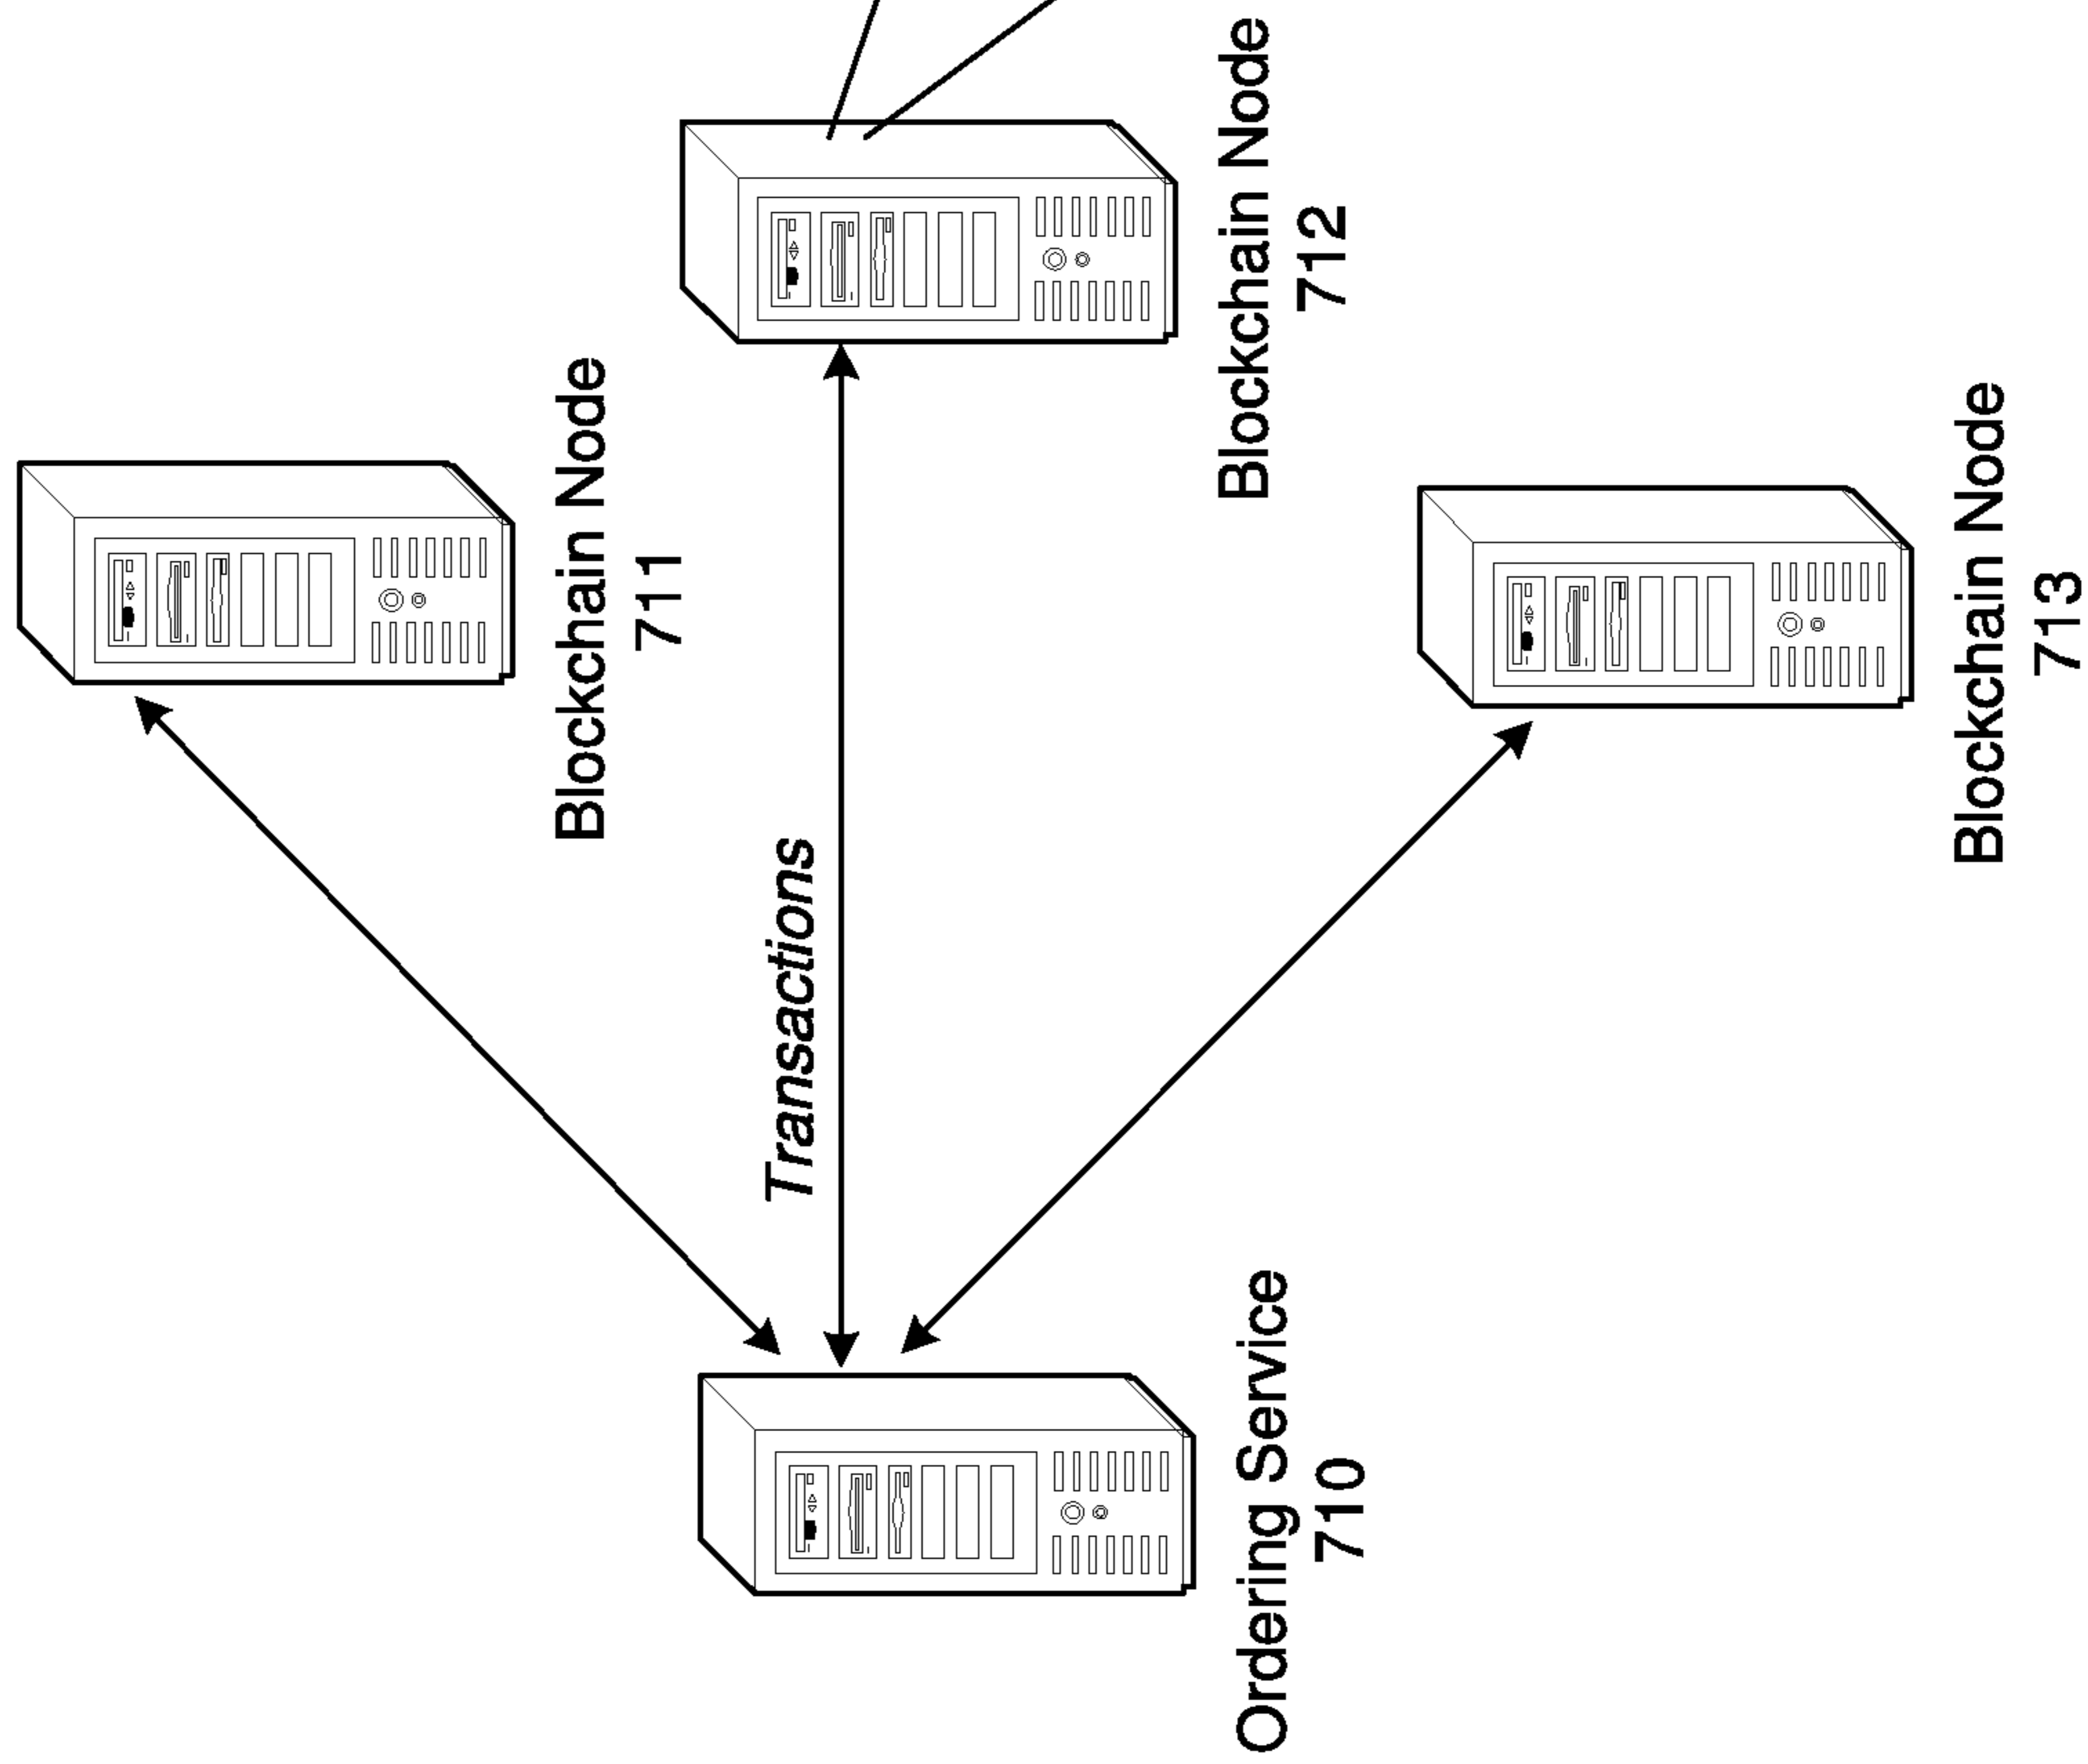 Blockchain Node
711
Transactions
Blockchain Node
712
Ordering Service
710
Blockchain Node
713